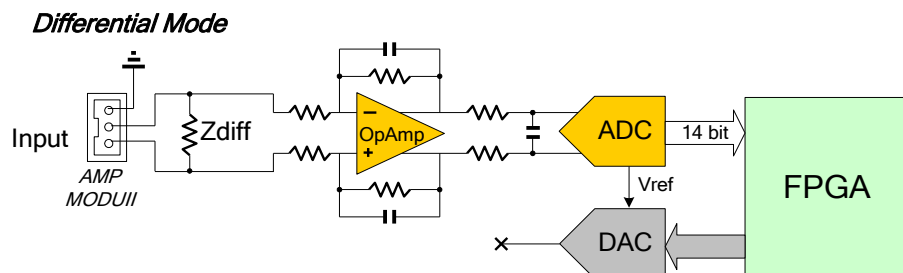 Differential Mode
Input
AMP
MODUII
Zdiff
−
OpAmp
+
ADC
14 bit
Vref
DAC
FPGA